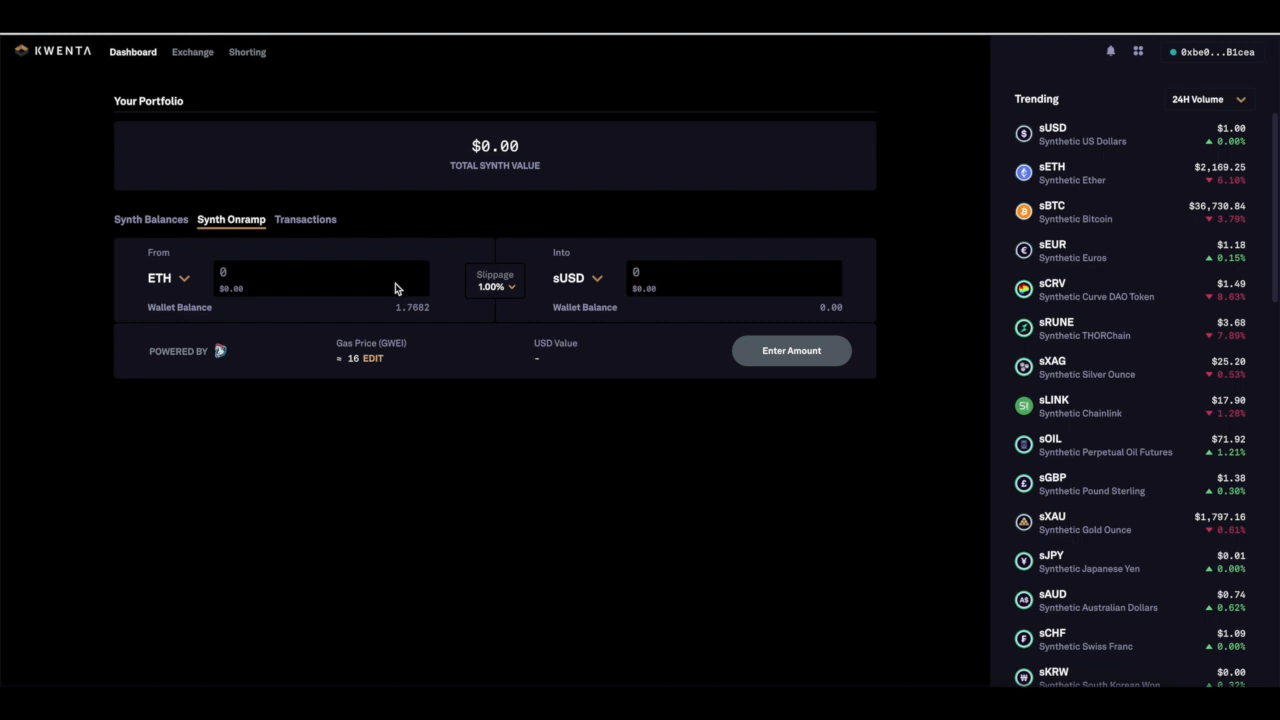 KWENTA
Dashboard Exchange Shorting
0xbe0...B1cea
Your Portfolio
$0.00
TOTAL SYNTH VALUE
Synth Balances Synth Onramp Transactions
From
ETH
0
$0.00
Wallet Balance 1.7682
Slippage
1.00%
Into
sUSD
0
$0.00
Wallet Balance 0.00
POWERED BY
Gas Price (GWEI)
≈ 16 EDIT
USD Value
-
Enter Amount
Trending 24H Volume
sUSD $1.00
Synthetic US Dollars 0.00%
sETH $2,169.25
Synthetic Ether 6.10%
sBTC $36,730.84
Synthetic Bitcoin 3.79%
sEUR $1.18
Synthetic Euros 0.15%
sCRV $1.49
Synthetic Curve DAO Token 8.63%
sRUNE $3.68
Synthetic THORChain 7.89%
sXAG $25.20
Synthetic Silver Ounce 0.53%
sLINK $17.90
Synthetic Chainlink 1.28%
sOIL $71.92
Synthetic Perpetual Oil Futures 1.21%
sGBP $1.38
Synthetic Pound Sterling 0.30%
sXAU $1,797.16
Synthetic Gold Ounce 0.61%
sJPY $0.01
Synthetic Japanese Yen 0.00%
sAUD $0.74
Synthetic Australian Dollars 0.62%
sCHF $1.09
Synthetic Swiss Franc 0.00%
sKRW $0.00
Synthetic South Korean Won 0.32%